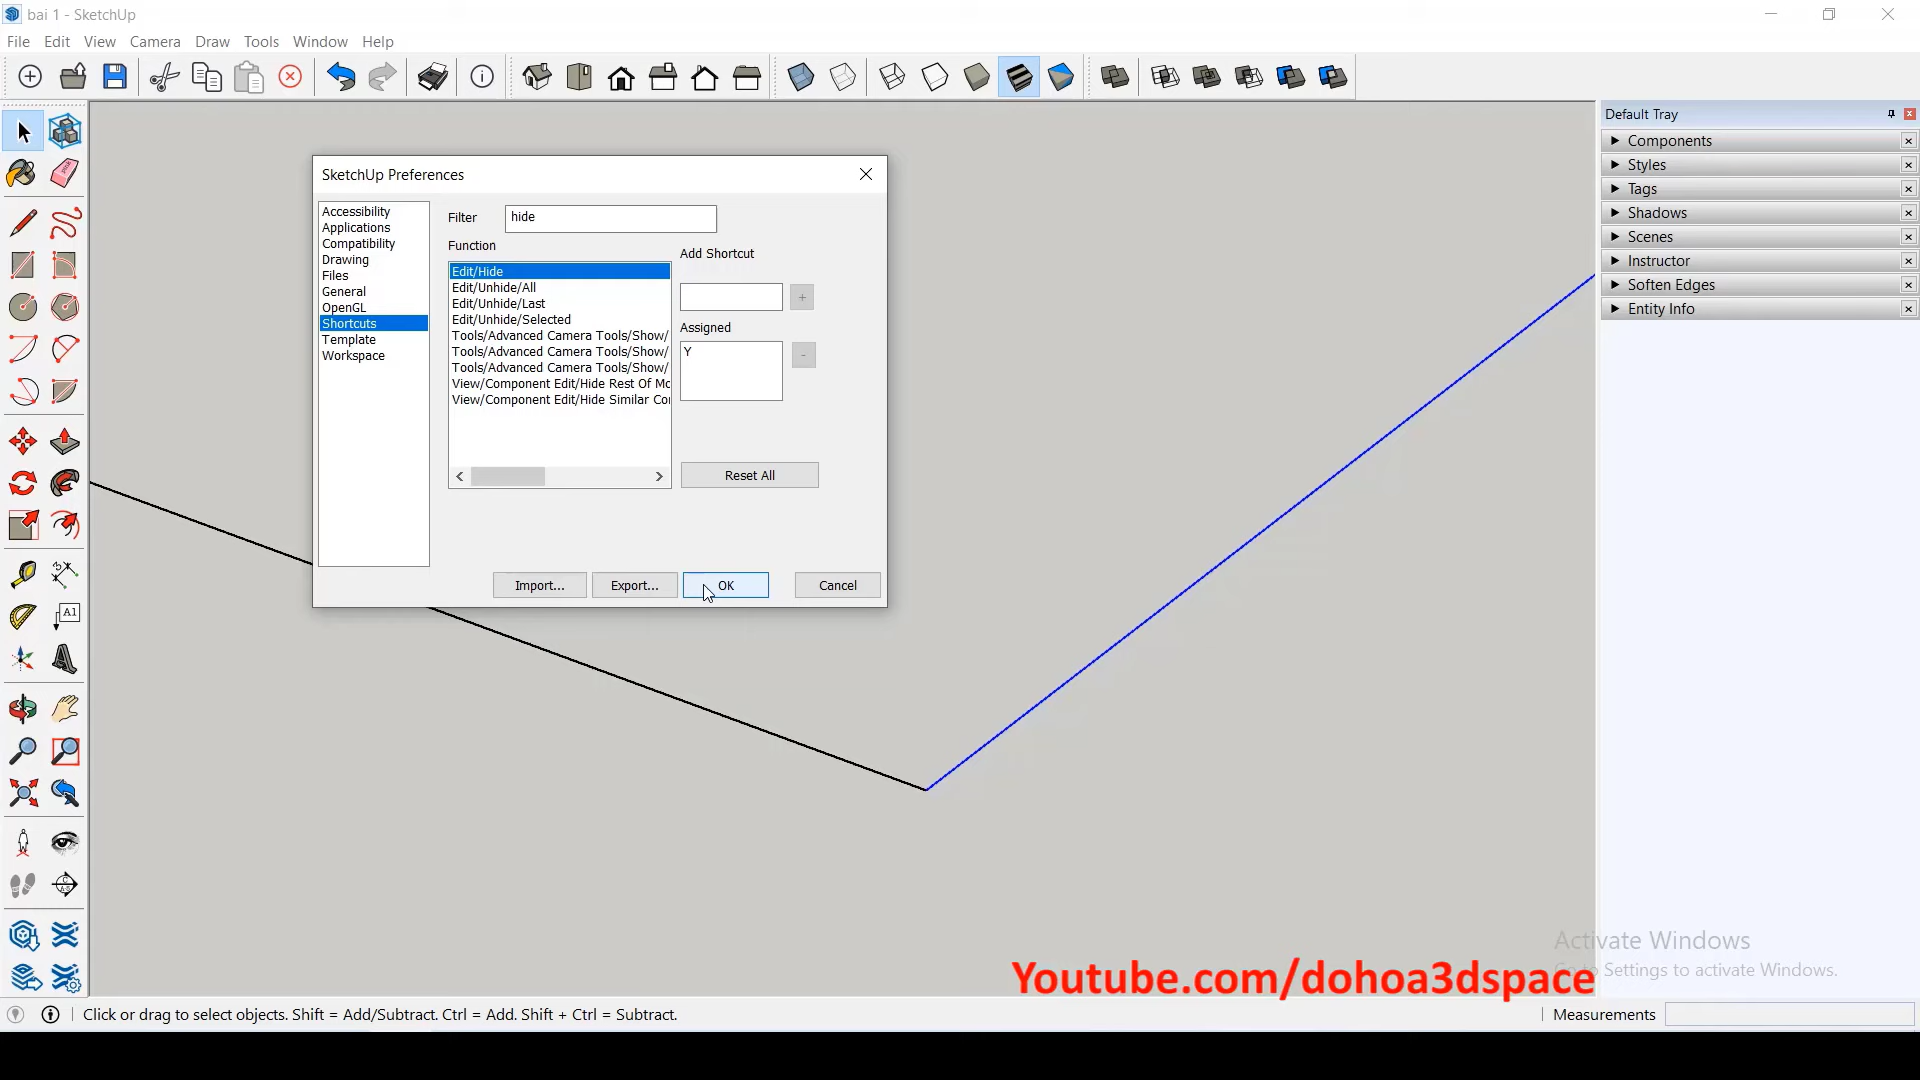 bai 1 - SketchUp
File Edit View Camera Draw Tools Window Help
Default Tray
Components
Styles
Tags
Shadows
Scenes
Instructor
Soften Edges
Entity Info
SketchUp Preferences
Accessibility
Applications
Compatibility
Drawing
Files
General
OpenGL
Shortcuts
Template
Workspace
Filter hide
Function
Edit/Hide
Edit/Unhide/All
Edit/Unhide/Last
Edit/Unhide/Selected
Tools/Advanced Camera Tools/Show/
Tools/Advanced Camera Tools/Show/
Tools/Advanced Camera Tools/Show/
View/Component Edit/Hide Rest Of Mo
View/Component Edit/Hide Similar Co
Add Shortcut
+
Assigned
Y
-
Reset All
Import... Export... OK Cancel
A1
Activate Windows
Go to Settings to activate Windows.
Youtube.com/dohoa3dspace
Click or drag to select objects. Shift = Add/Subtract. Ctrl = Add. Shift + Ctrl = Subtract.
Measurements